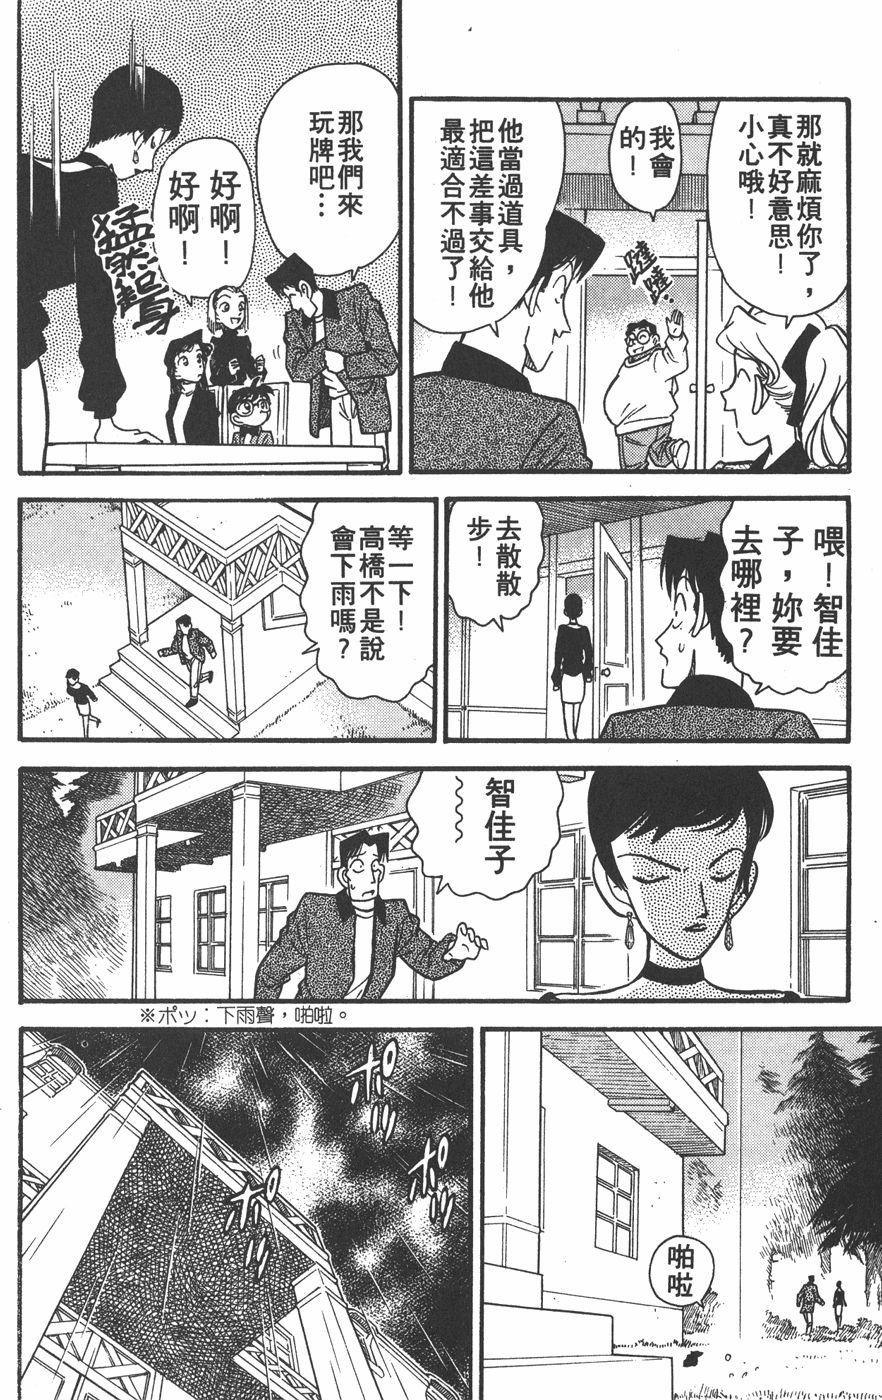 那就麻煩你了，
真不好意思！
小心哦！
我會
的！
躂
躂
他當過道具，
把這差事交給他
最適合不過了！
那我們來
玩牌吧…
好啊！
好啊！
猛然起身
喂！智佳
子，妳要
去哪裡？
去散散
步！
等一下！
高橋不是說
會下雨嗎？
智佳子
※ポツ：下雨聲，啪啦。
啪啦
ポツ
ポツ
ポツ